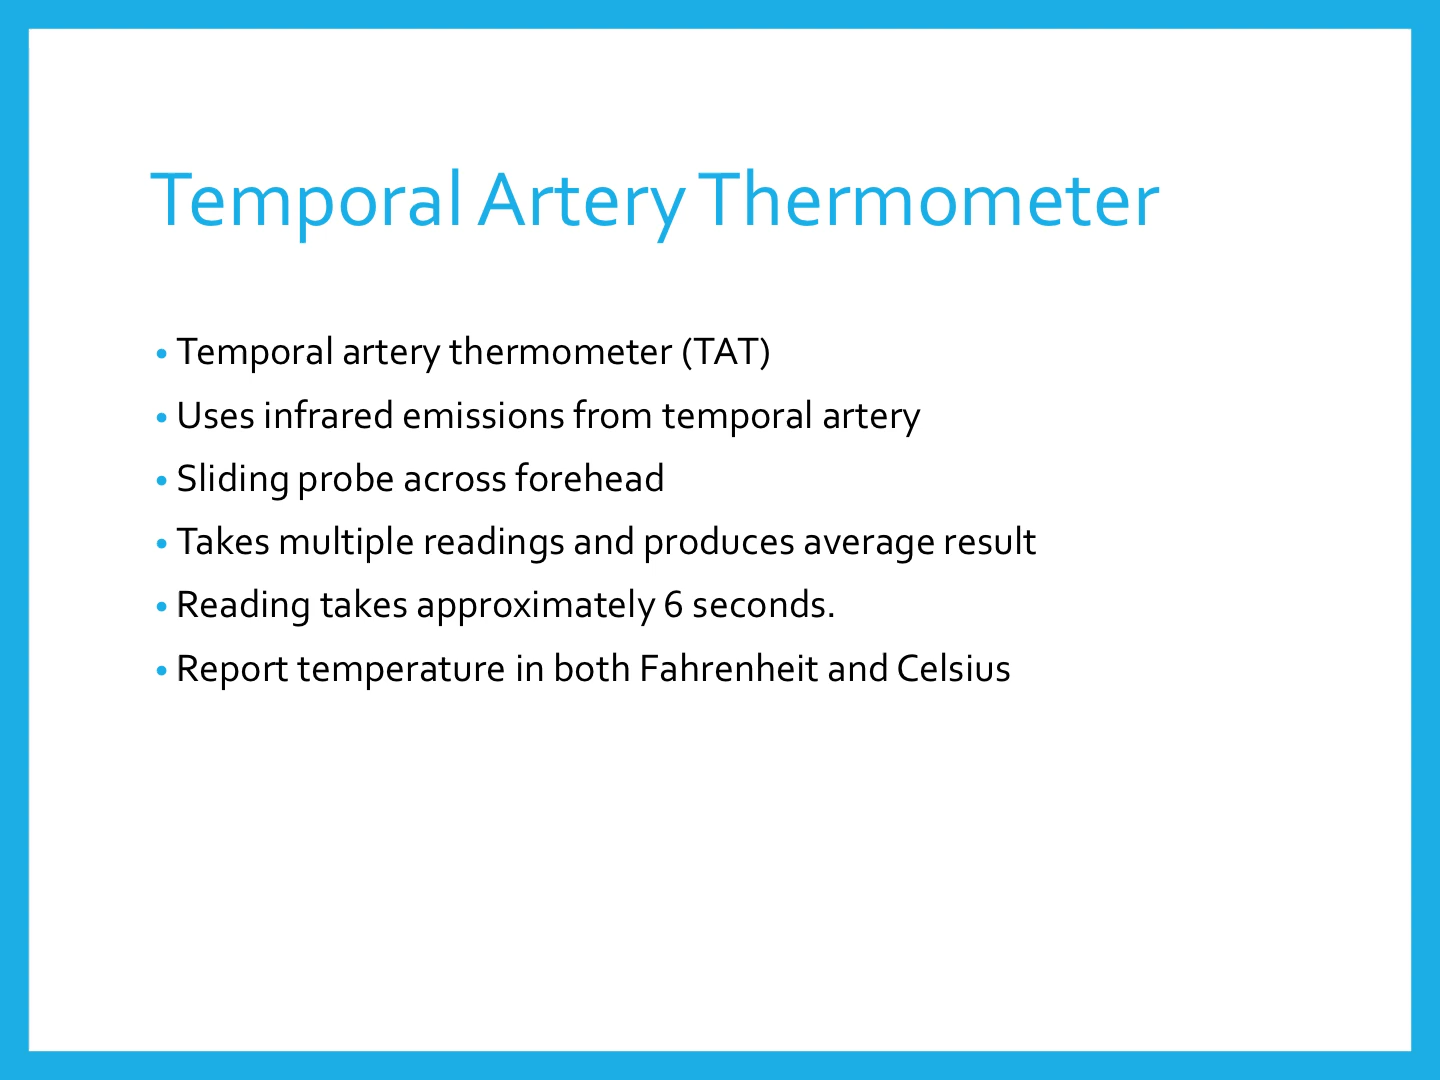 Temporal Artery Thermometer
• Temporal artery thermometer (TAT)
• Uses infrared emissions from temporal artery
• Sliding probe across forehead
• Takes multiple readings and produces average result
• Reading takes approximately 6 seconds.
• Report temperature in both Fahrenheit and Celsius